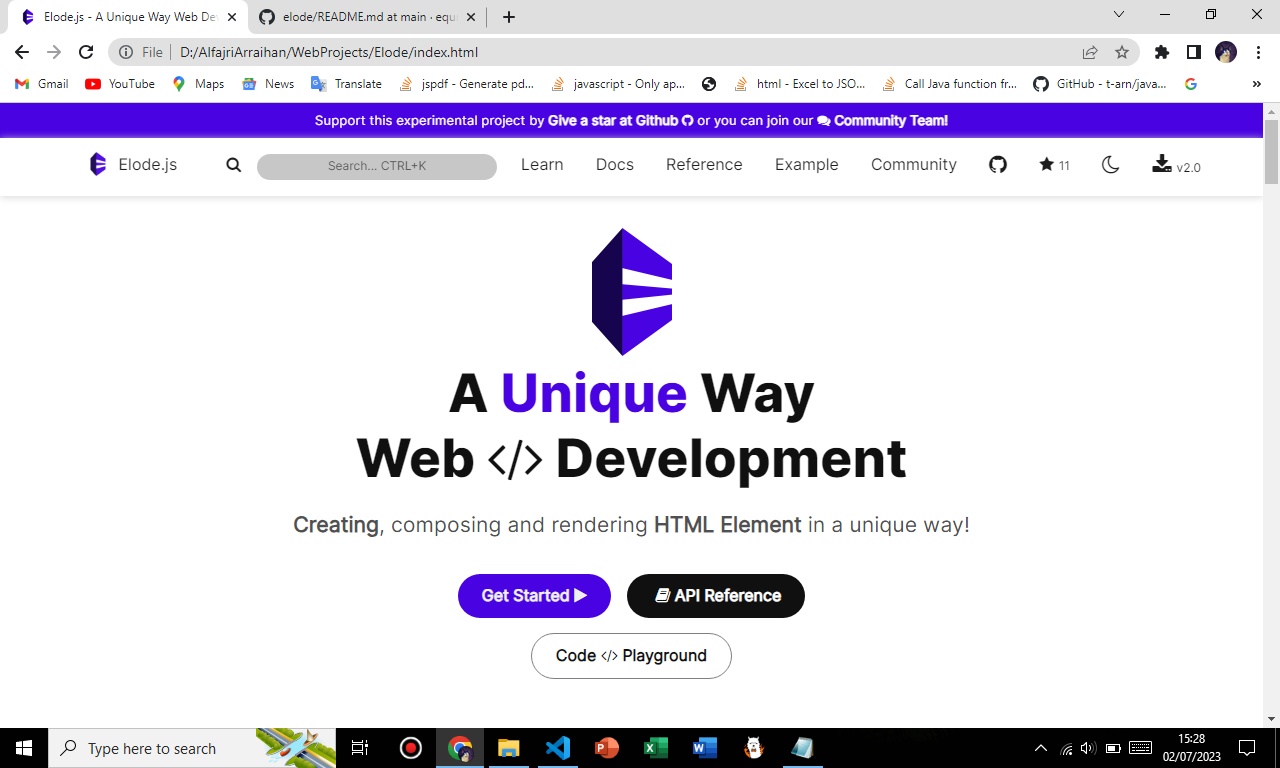 Elode.js - A Unique Way Web De
elode/README.md at main · equ
File
D:/AlfajriArraihan/WebProjects/Elode/index.html
Gmail
YouTube
Maps
News
Translate
jspdf - Generate pd...
javascript - Only ap...
html - Excel to JSO...
Call Java function fr...
GitHub - t-arn/java...
»
Support this experimental project by Give a star at Github or you can join our Community Team!
Elode.js
Search... CTRL+K
Learn
Docs
Reference
Example
Community
11
v2.0
A Unique Way
Web </> Development
Creating, composing and rendering HTML Element in a unique way!
Get Started
API Reference
Code </> Playground
Type here to search
15:28
02/07/2023